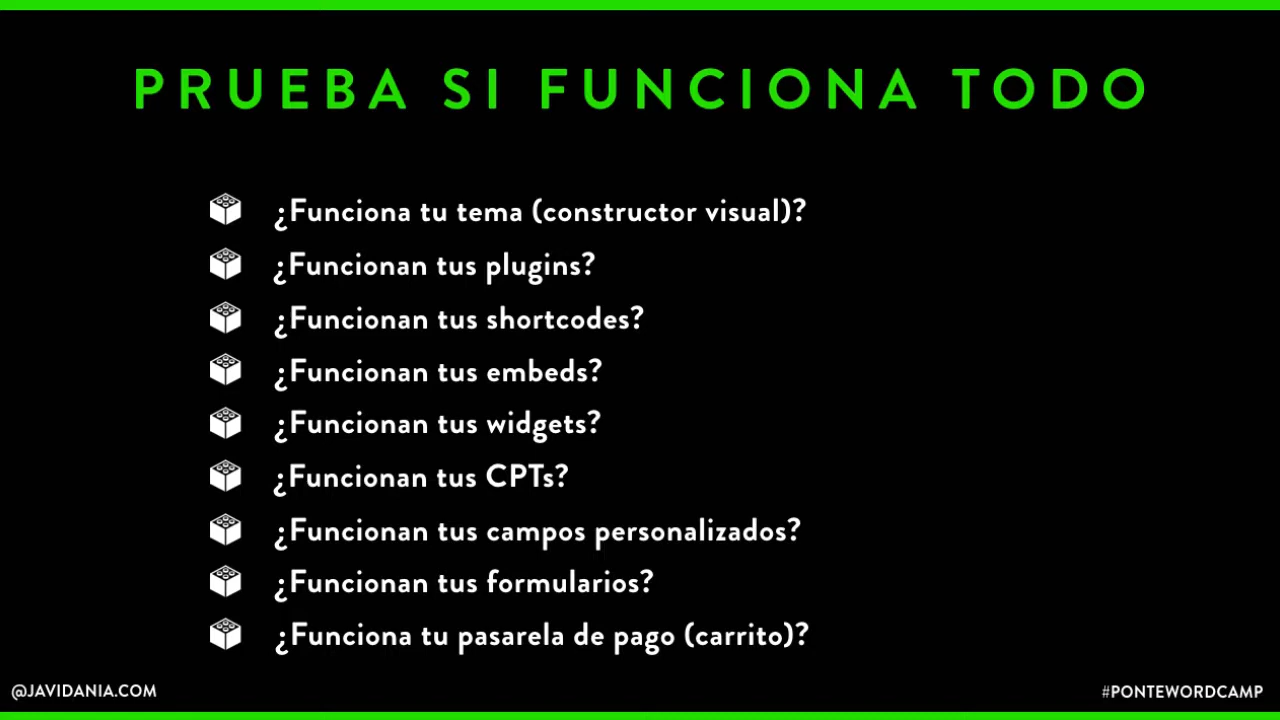 PRUEBA SI FUNCIONA TODO
¿Funciona tu tema (constructor visual)?
¿Funcionan tus plugins?
¿Funcionan tus shortcodes?
¿Funcionan tus embeds?
¿Funcionan tus widgets?
¿Funcionan tus CPTs?
¿Funcionan tus campos personalizados?
¿Funcionan tus formularios?
¿Funciona tu pasarela de pago (carrito)?
@JAVIDANIA.COM
#PONTEWORDCAMP